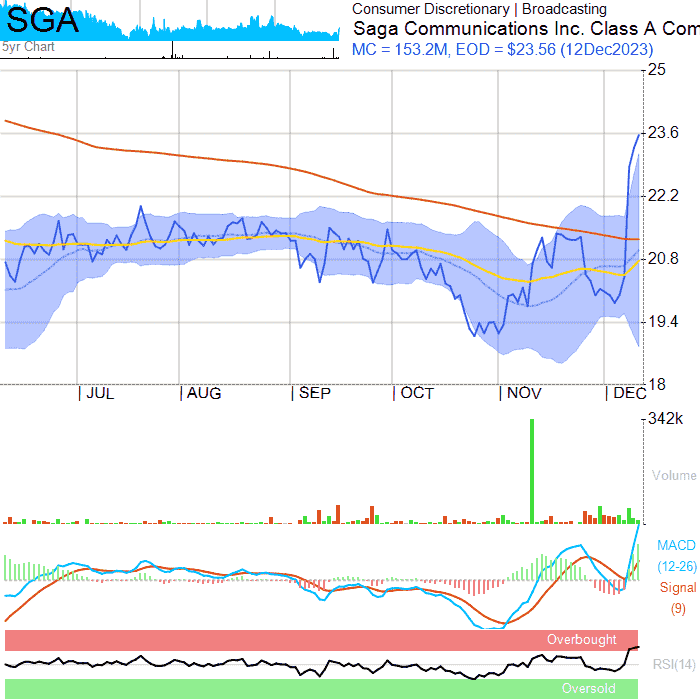 SGA
5yr Chart
Consumer Discretionary | Broadcasting
Saga Communications Inc. Class A Com
MC = 153.2M, EOD = $23.56 (12Dec2023)
25
23.6
22.2
20.8
19.4
18
|JUL |AUG |SEP |OCT |NOV |DEC
342k
Volume
MACD
(12-26)
Signal
(9)
Overbought
RSI(14)
Oversold